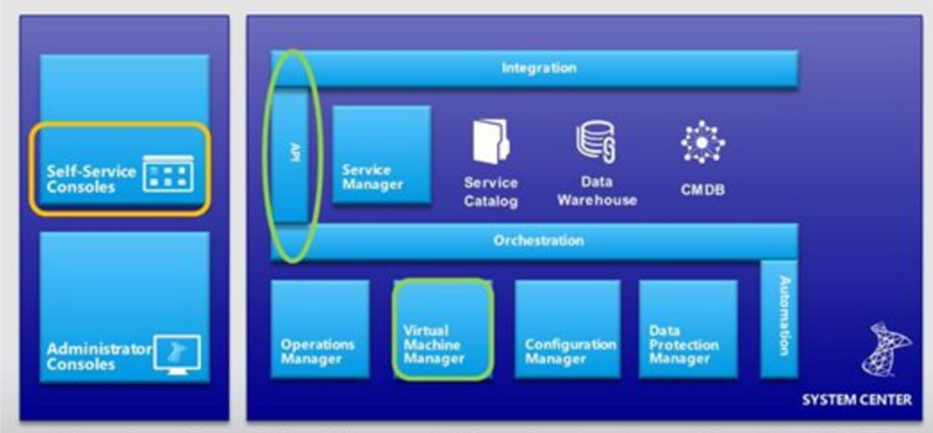 Integration
API
Self-Service
Consoles
Service
Manager
Service
Catalog
Data
Warehouse
CMDB
Orchestration
Automation
Administrator
Consoles
Operations
Manager
Virtual
Machine
Manager
Configuration
Manager
Data
Protection
Manager
SYSTEM CENTER